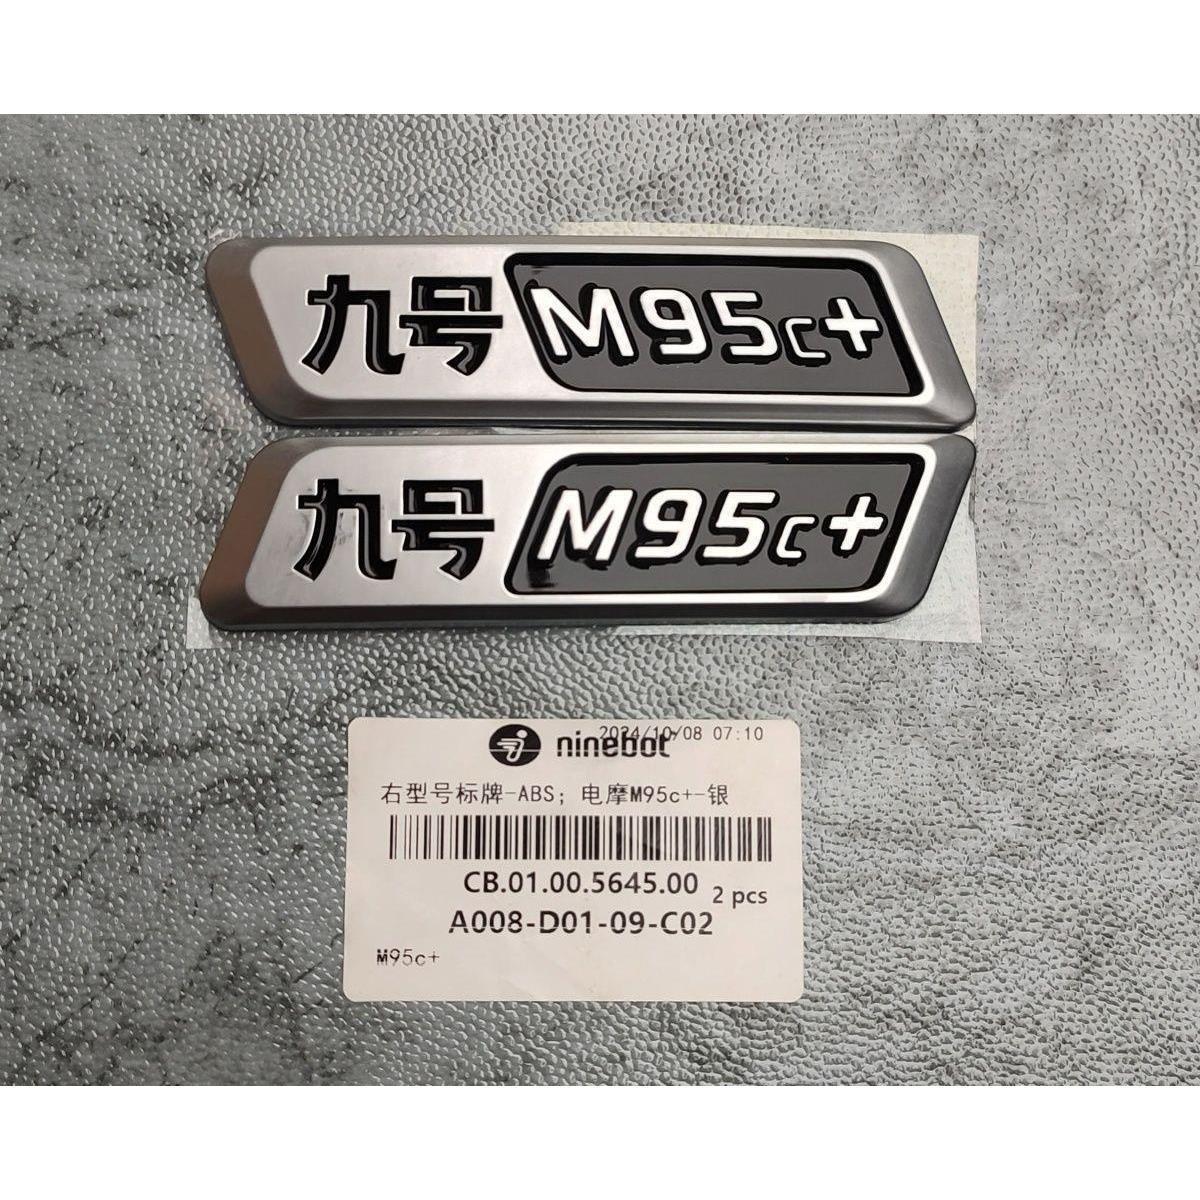 九号 M95c+
九号 M95c+
2024/10/08 07:10
ninebot
右型号标牌-ABS; 电摩M95c+-银
CB.01.00.5645.00 2 pcs
A008-D01-09-C02
M95c+